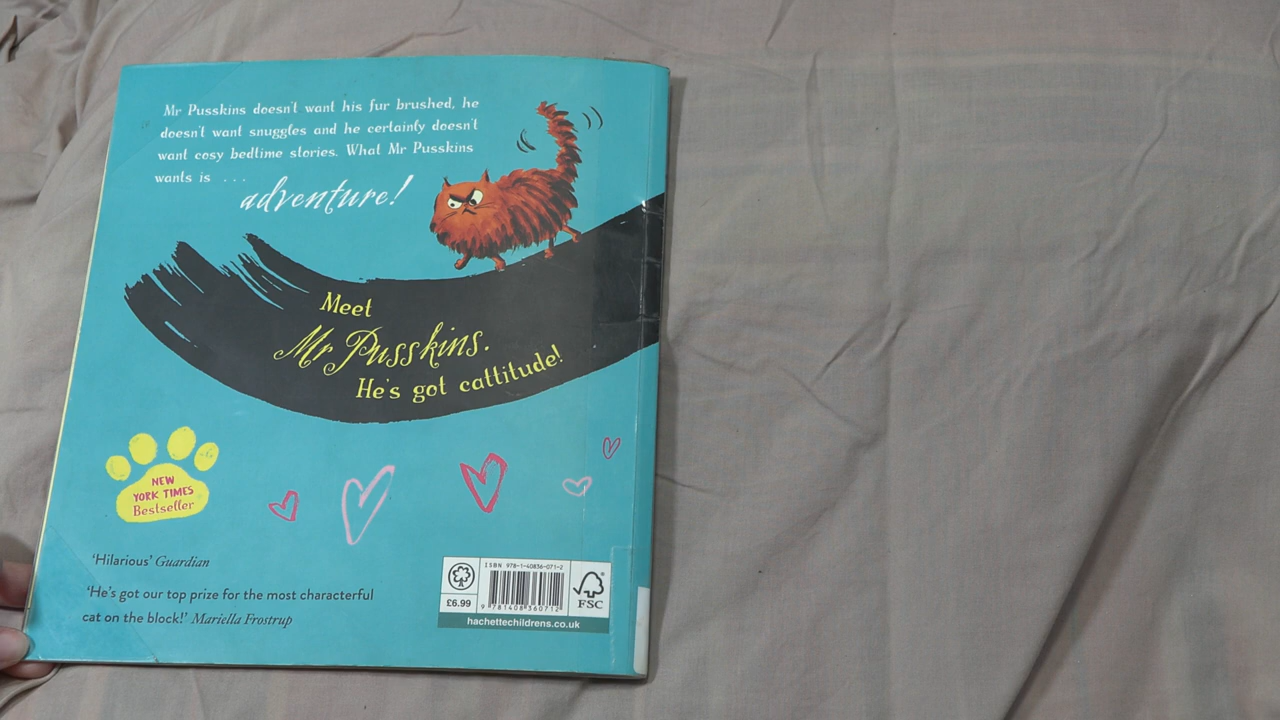 Mr Pusskins doesn't want his fur brushed, he
doesn't want snuggles and he certainly doesn't
want cosy bedtime stories. What Mr Pusskins
wants is ...
adventure!
Meet
Mr Pusskins.
He's got cattitude!
NEW
YORK TIMES
Bestseller
'Hilarious' Guardian
'He's got our top prize for the most characterful
cat on the block!' Mariella Frostrup
ISBN 978-1-40836-071-2
£6.99
9 781408 360712
FSC
hachettechildrens.co.uk